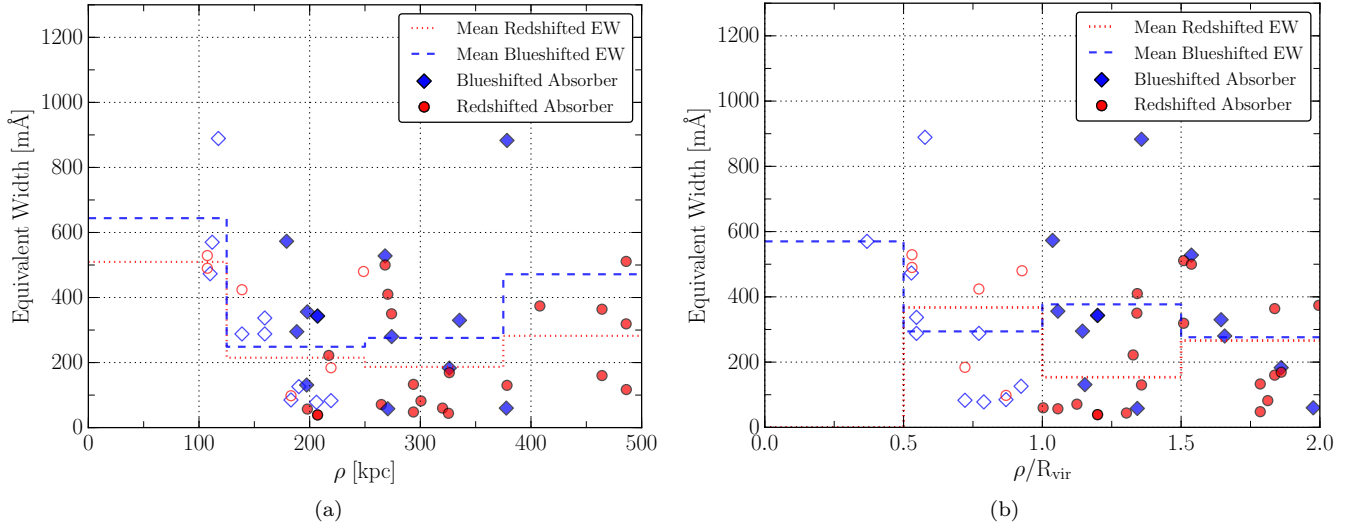 1200
1000
800
600
400
200
0
Equivalent Width [mÅ]
Mean Redshifted EW
Mean Blueshifted EW
Blueshifted Absorber
Redshifted Absorber
0 100 200 300 400 500
ρ [kpc]
(a)
1200
1000
800
600
400
200
0
Equivalent Width [mÅ]
Mean Redshifted EW
Mean Blueshifted EW
Blueshifted Absorber
Redshifted Absorber
0.0 0.5 1.0 1.5 2.0
ρ/R_vir
(b)